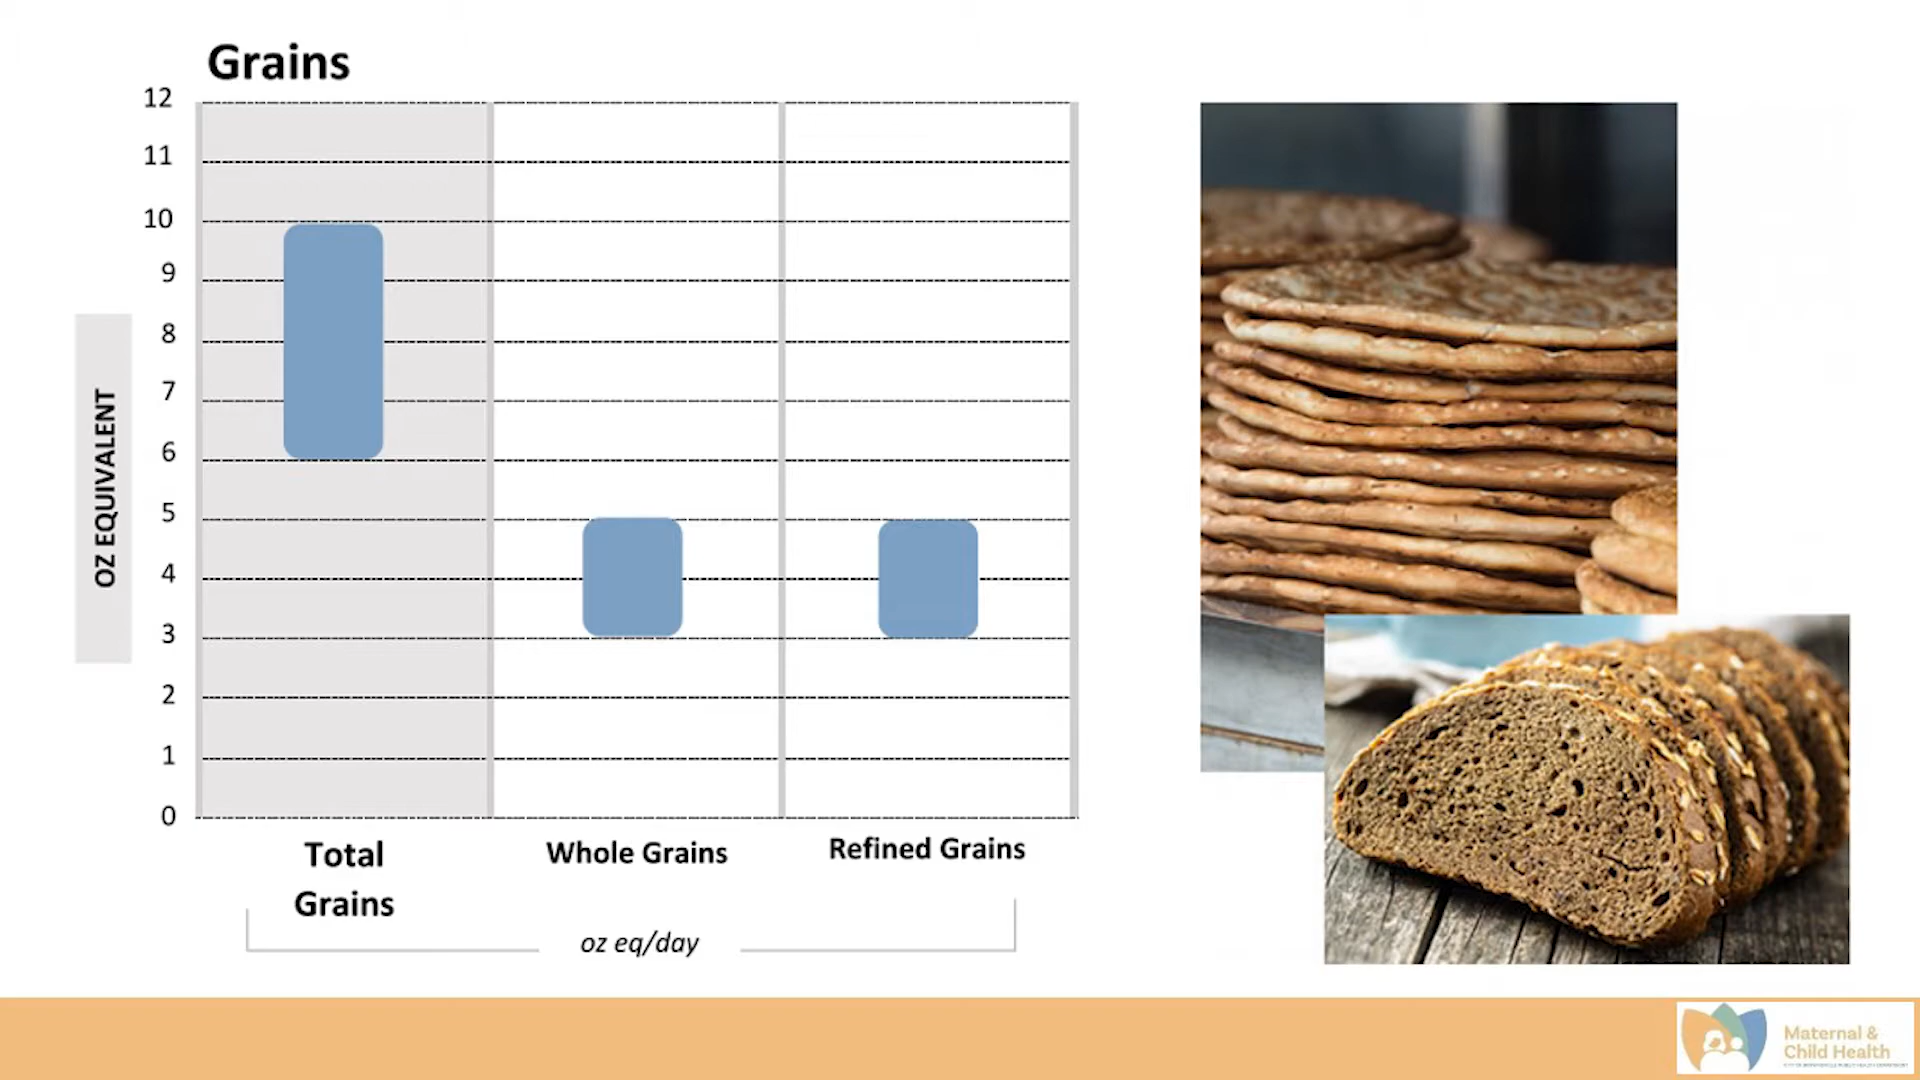 Grains
12
11
10
9
8
7
6
5
4
3
2
1
0
OZ EQUIVALENT
Total
Grains
Whole Grains
Refined Grains
oz eq/day
Maternal &
Child Health